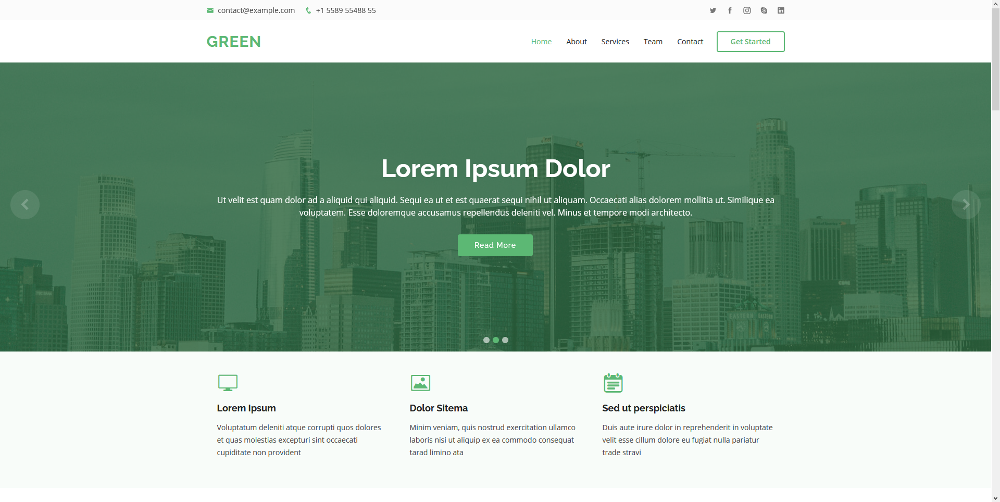 contact@example.com +1 5589 55488 55
GREEN
Home About Services Team Contact Get Started
Lorem Ipsum Dolor
Ut velit est quam dolor ad a aliquid qui aliquid. Sequi ea ut et est quaerat sequi nihil ut aliquam. Occaecati alias dolorem mollitia ut. Similique ea
voluptatem. Esse doloremque accusamus repellendus deleniti vel. Minus et tempore modi architecto.
Read More
EASTERN EASTERN
Lorem Ipsum
Voluptatum deleniti atque corrupti quos dolores
et quas molestias excepturi sint occaecati
cupiditate non provident
Dolor Sitema
Minim veniam, quis nostrud exercitation ullamco
laboris nisi ut aliquip ex ea commodo consequat
tarad limino ata
Sed ut perspiciatis
Duis aute irure dolor in reprehenderit in voluptate
velit esse cillum dolore eu fugiat nulla pariatur
trade stravi